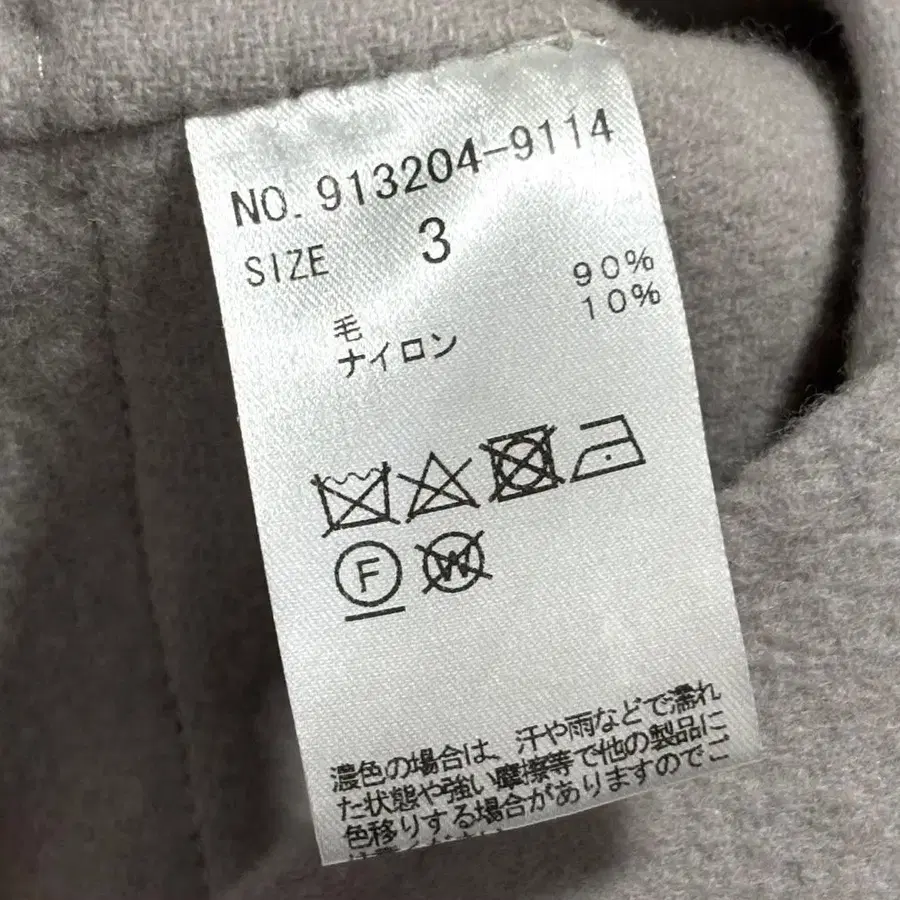 NO. 913204-9114
SIZE 3
毛 90%
ナイロン 10%
F W
濃色の場合は、汗や雨などで濡れ
た状態や強い摩擦等で他の製品に
色移りする場合がありますのでご